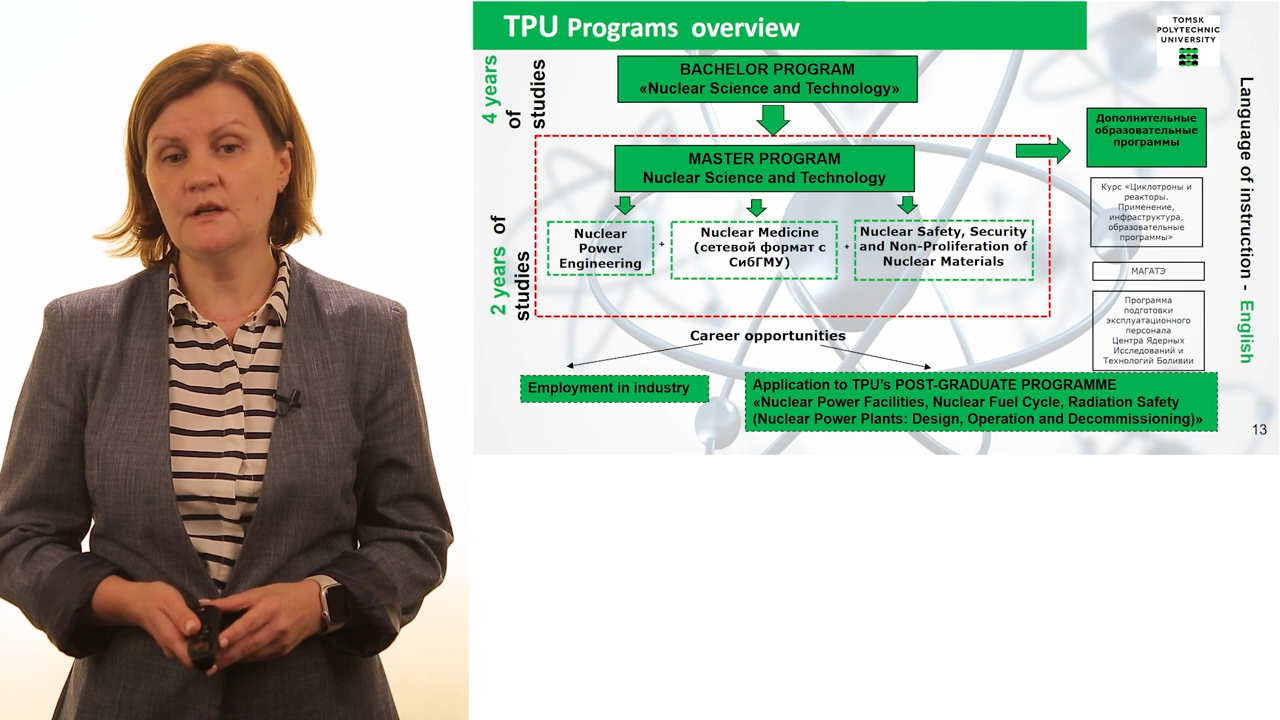 TPU Programs overview
TOMSK
POLYTECHNIC
UNIVERSITY
4 years
of
studies
BACHELOR PROGRAM
«Nuclear Science and Technology»
MASTER PROGRAM
Nuclear Science and Technology
2 years of
studies
Nuclear
Power
Engineering
+
Nuclear Medicine
(сетевой формат с
СибГМУ)
+
Nuclear Safety, Security
and Non-Proliferation of
Nuclear Materials
Дополнительные
образовательные
программы
Курс «Циклотроны и
реакторы.
Применение,
инфраструктура,
образовательные
программы»
МАГАТЭ
Программа
подготовки
эксплуатационного
персонала
Центра Ядерных
Исследований и
Технологий Боливии
Language of instruction - English
Career opportunities
Employment in industry
Application to TPU's POST-GRADUATE PROGRAMME
«Nuclear Power Facilities, Nuclear Fuel Cycle, Radiation Safety
(Nuclear Power Plants: Design, Operation and Decommissioning)»
13